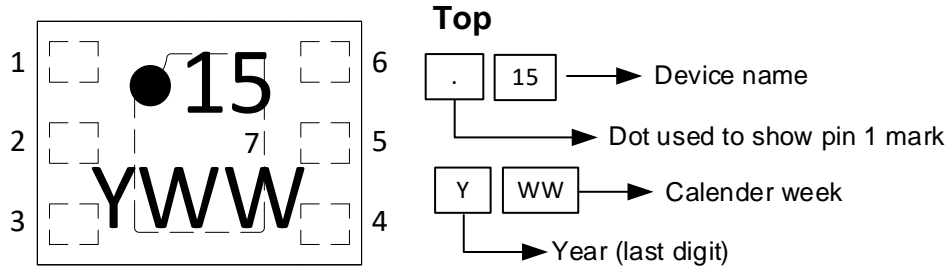 Top
1 ●15 6
. 15 Device name
2 7 5
Dot used to show pin 1 mark
3 YWW 4
Y WW Calender week
Year (last digit)